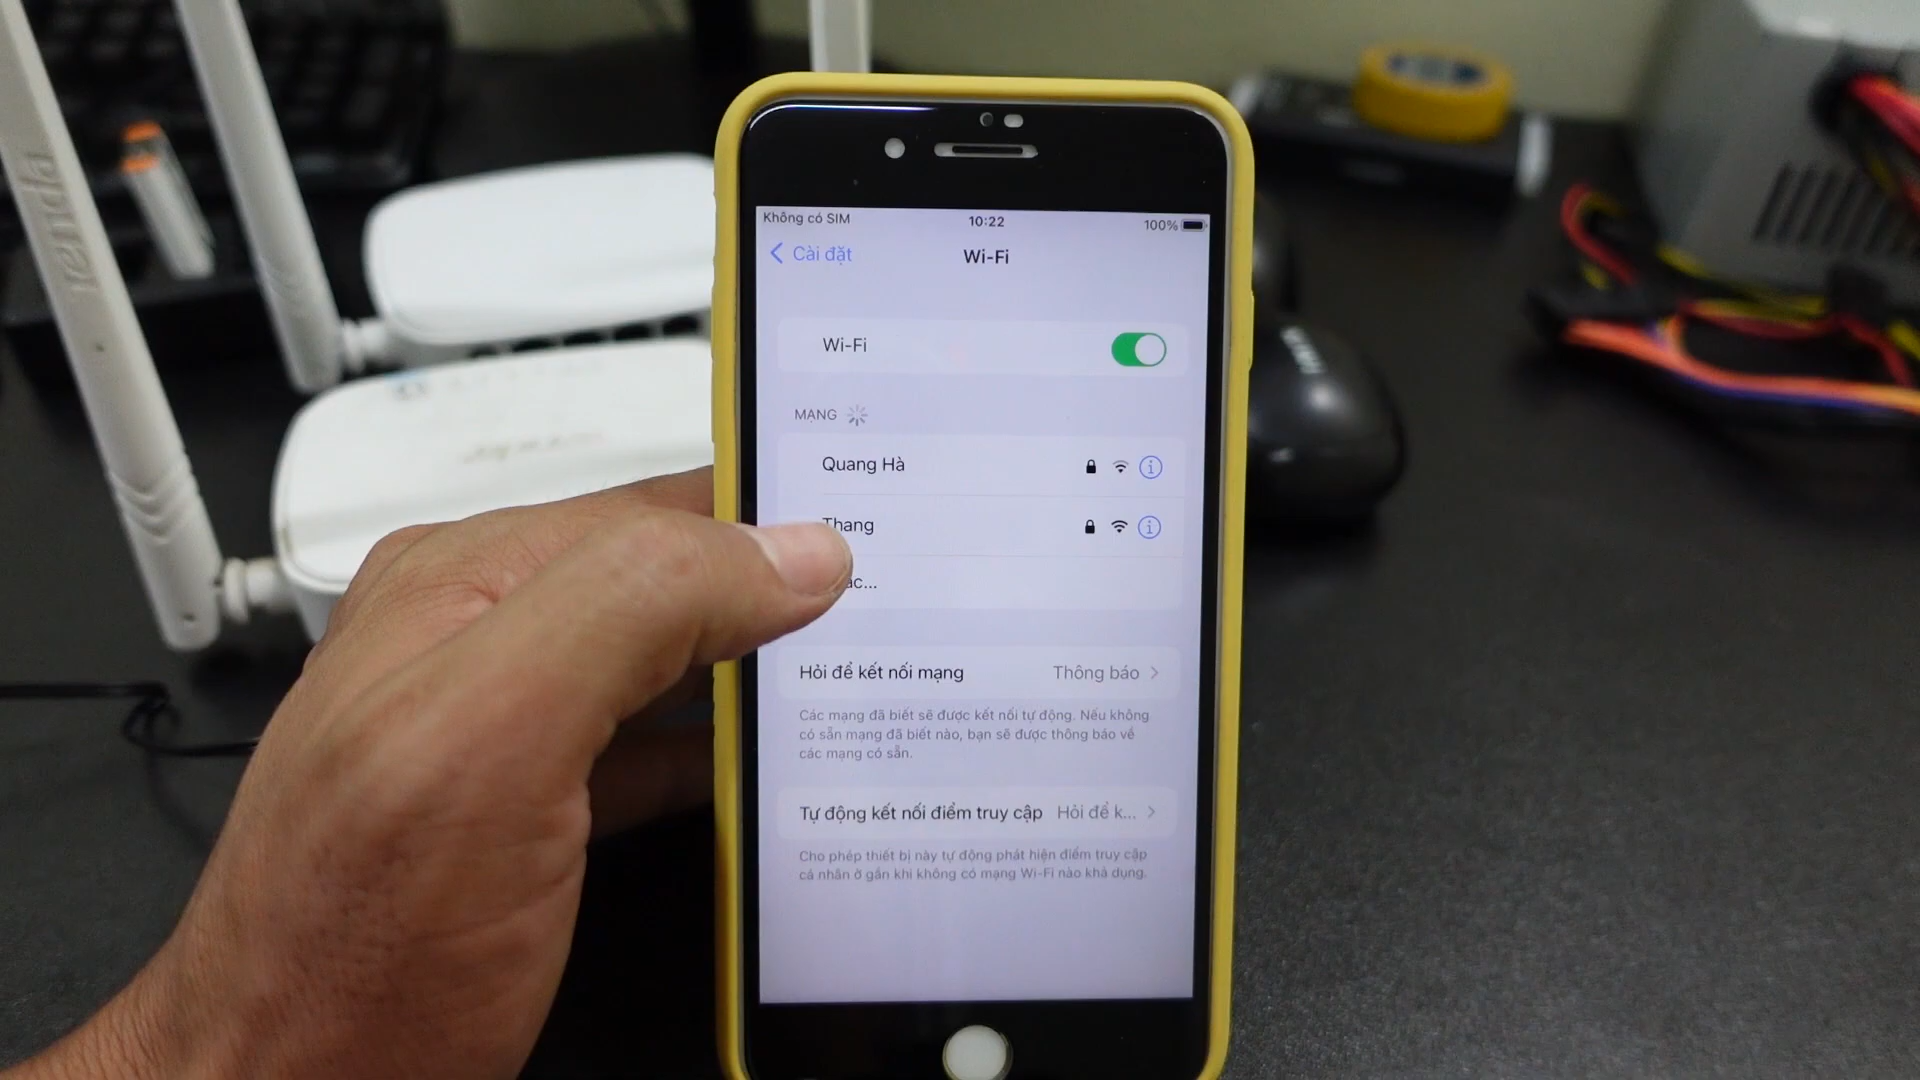 Không có SIM
10:22
100%
Cài đặt
Wi-Fi
Wi-Fi
MẠNG
Quang Hà
Thang
Hỏi để kết nối mạng
Thông báo
Các mạng đã biết sẽ được kết nối tự động. Nếu không
có sẵn mạng đã biết nào, bạn sẽ được thông báo về
các mạng có sẵn.
Tự động kết nối điểm truy cập
Hỏi để k...
Cho phép thiết bị này tự động phát hiện điểm truy cập
cá nhân ở gần khi không có mạng Wi-Fi nào khả dụng.
Tenda